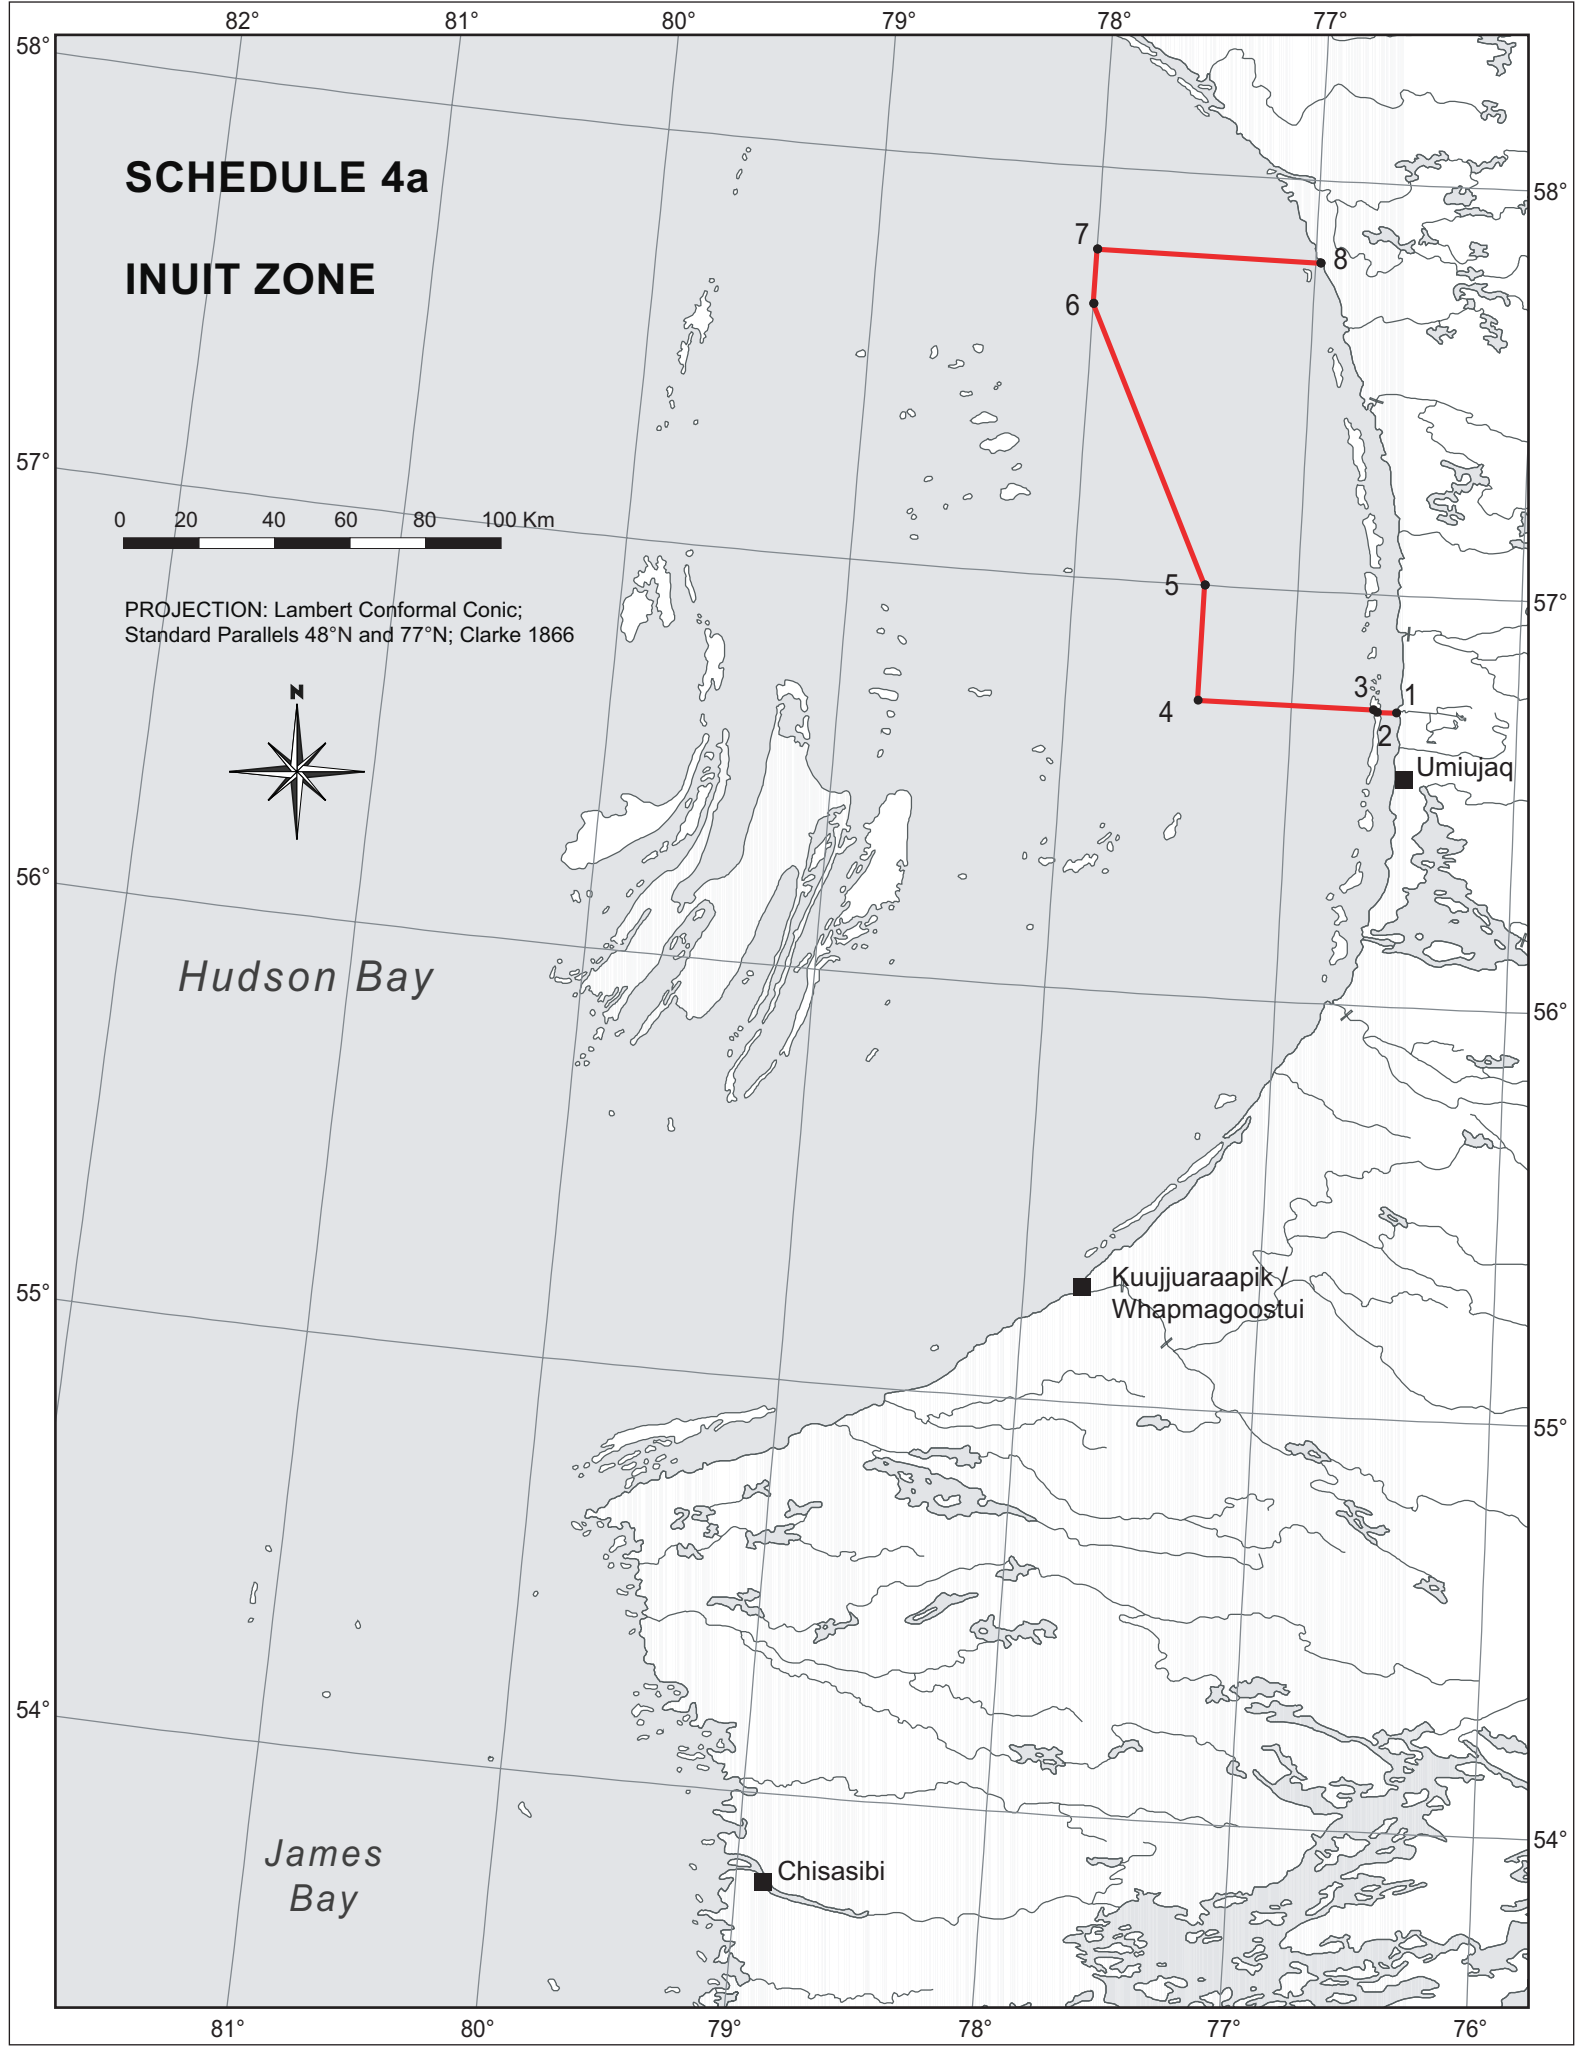 82° 81° 80° 79° 78° 77°
58°
SCHEDULE 4a
58°
7
INUIT ZONE
8
6
57°
0 20 40 60 80 100 Km
5
57°
PROJECTION: Lambert Conformal Conic;
Standard Parallels 48°N and 77°N; Clarke 1866
N
3 1
4
2
Umiujaq
56°
Hudson Bay
56°
Kuujjuaraapik /
55°
Whapmagoostui
55°
54°
54°
James
Chisasibi
Bay
81° 80° 79° 78° 77° 76°